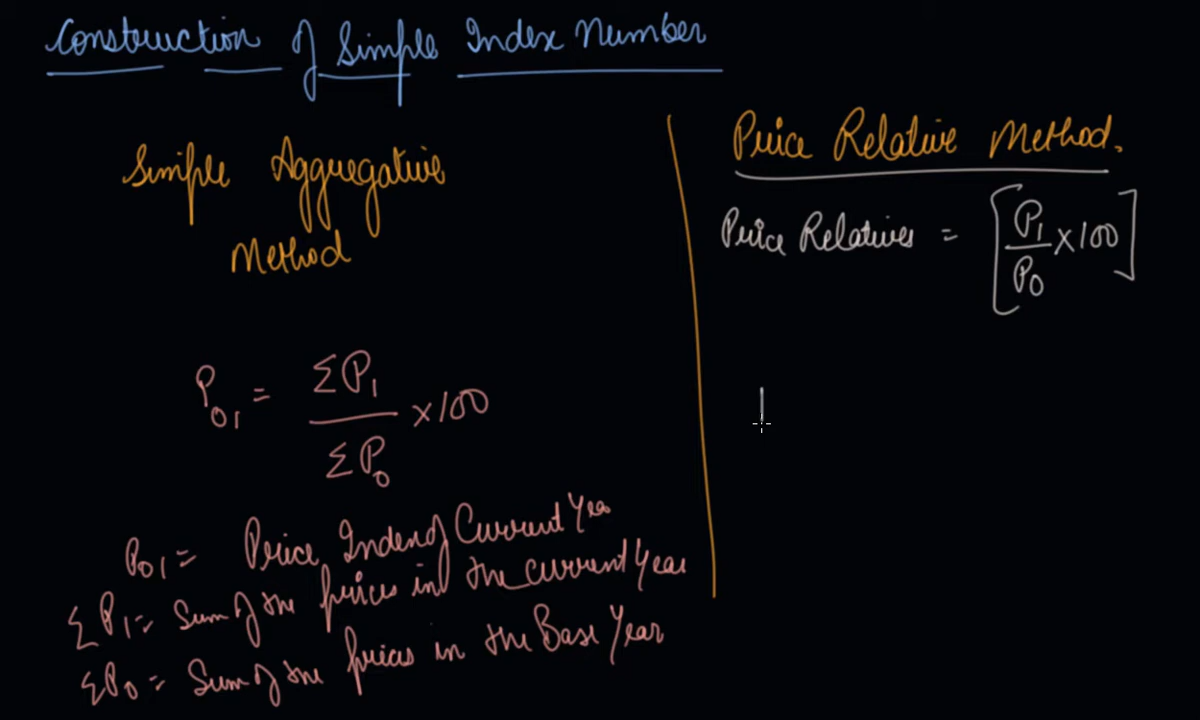 Construction of Simple Index Number
Simple Aggregative
Method
P01 = ΣP1 / ΣP0 × 100
P01 = Price Index of Current Year
ΣP1 = Sum of the prices in the current Year
ΣP0 = Sum of the prices in the Base Year
Price Relative Method.
Price Relatives = [P1 / P0 × 100]